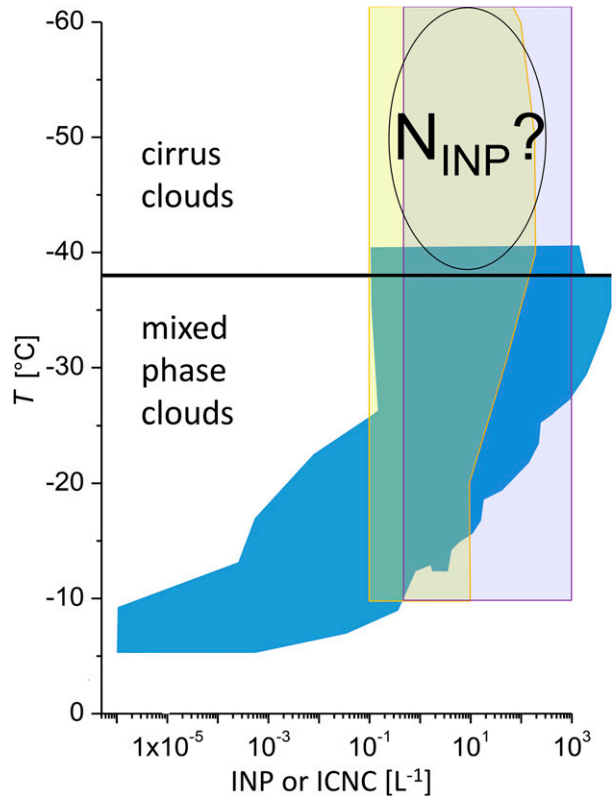 -60
-50
-40
-30
-20
-10
0
T [°C]
cirrus
clouds
N_INP?
mixed
phase
clouds
1x10⁻⁵
10⁻³
10⁻¹
10¹
10³
INP or ICNC [L⁻¹]